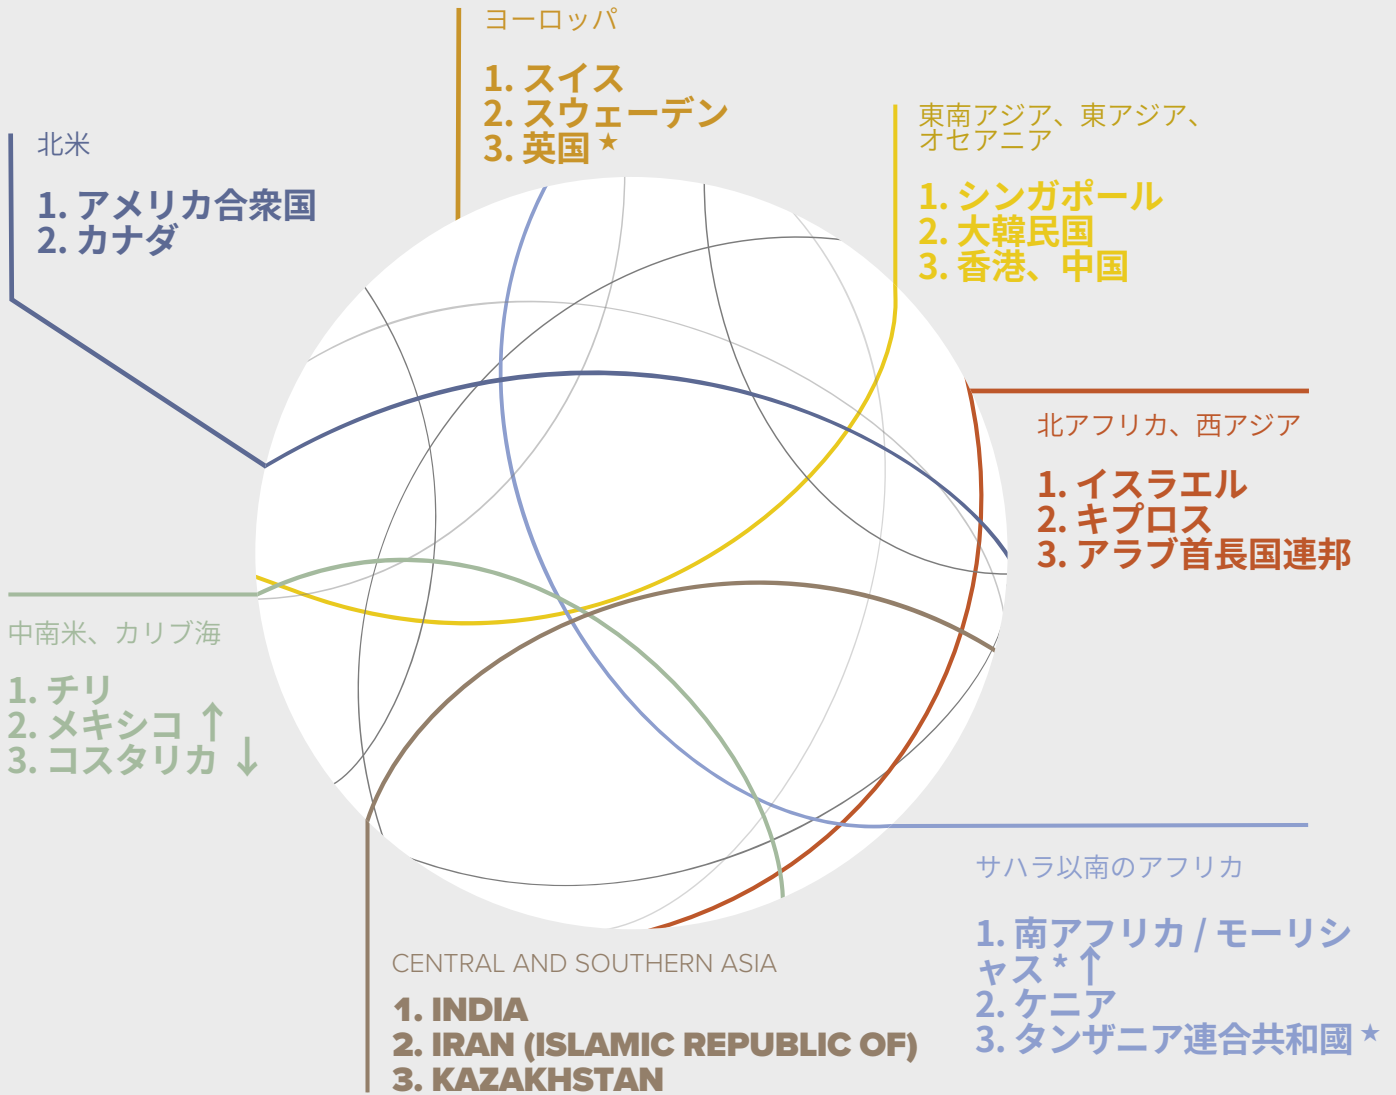 ヨーロッパ
1. スイス
2. スウェーデン
3. 英国 ★
北米
1. アメリカ合衆国
2. カナダ
東南アジア、東アジア、
オセアニア
1. シンガポール
2. 大韓民国
3. 香港、中国
北アフリカ、西アジア
1. イスラエル
2. キプロス
3. アラブ首長国連邦
中南米、カリブ海
1. チリ
2. メキシコ ↑
3. コスタリカ ↓
サハラ以南のアフリカ
1. 南アフリカ / モーリシ
ャス * ↑
2. ケニア
3. タンザニア連合共和國 ★
CENTRAL AND SOUTHERN ASIA
1. INDIA
2. IRAN (ISLAMIC REPUBLIC OF)
3. KAZAKHSTAN